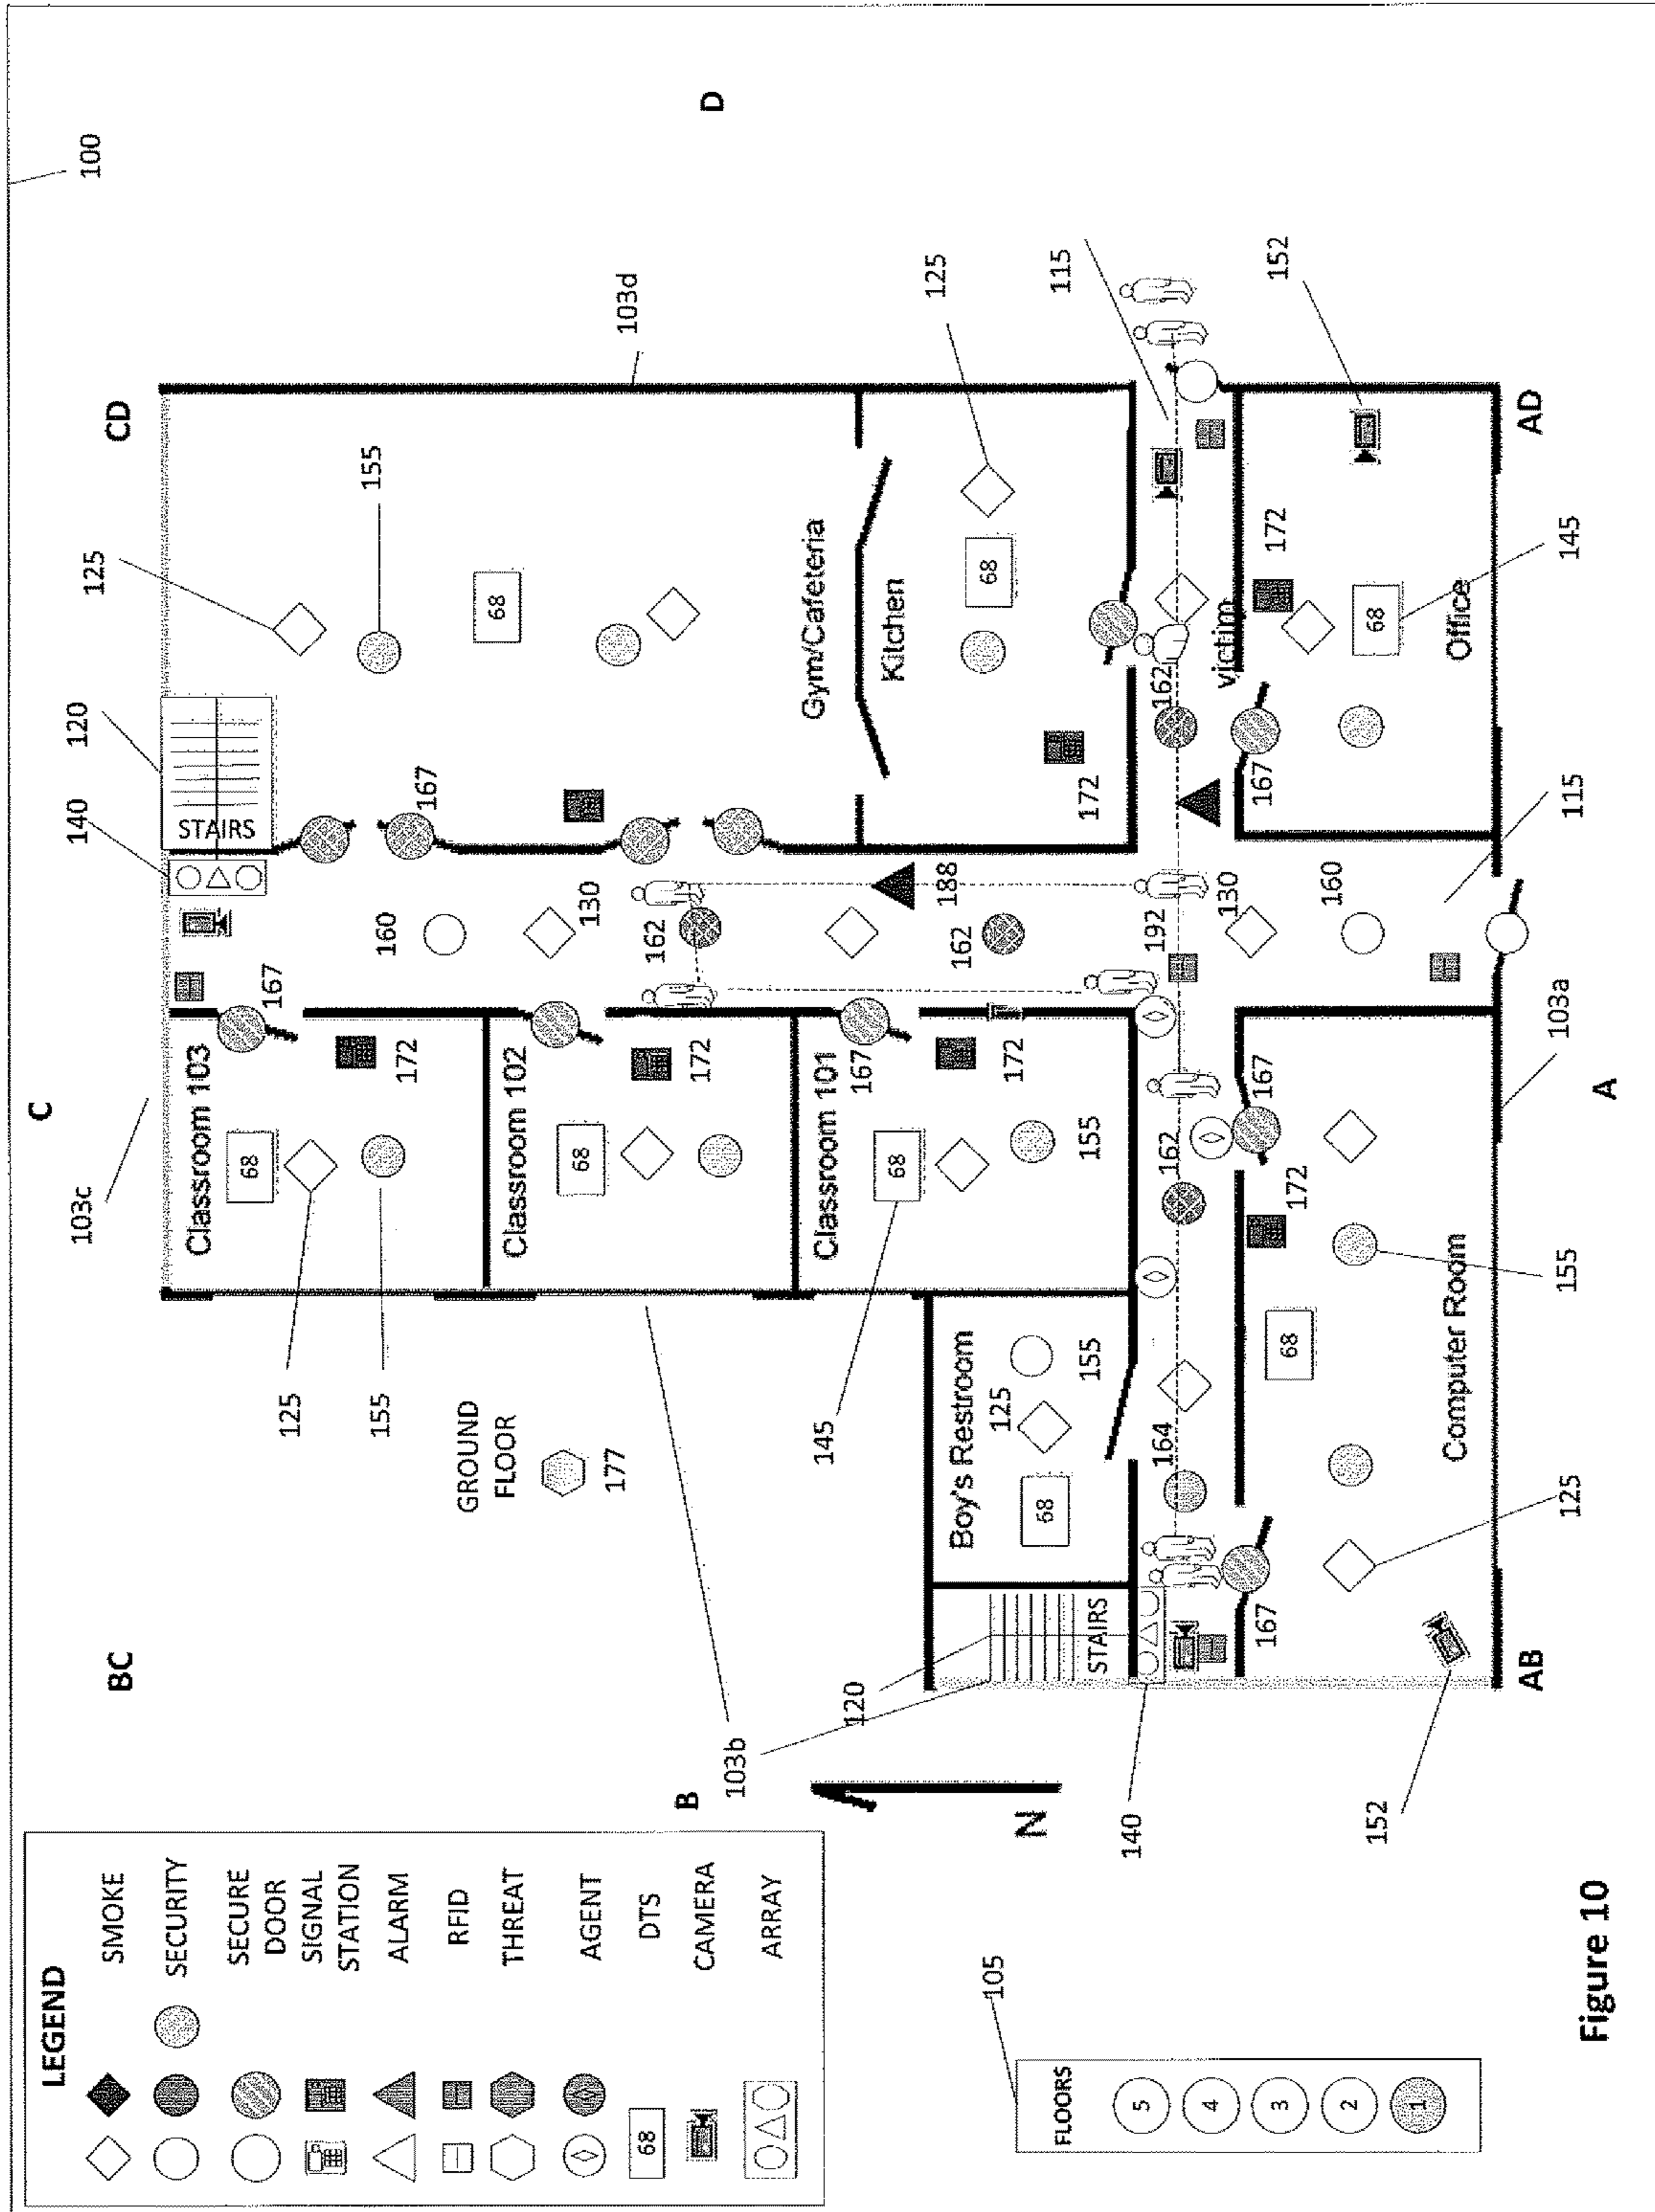 LEGEND
SMOKE
SECURITY
SECURE
DOOR
SIGNAL
STATION
ALARM
RFID
THREAT
AGENT
68
DTS
CAMERA
ARRAY
FLOORS
105
5
4
3
2
1
100
C
103c
140
120
125
BC
CD
STAIRS
Classroom 103
68
167
172
125
155
125
155
160
167
155
GROUND
FLOOR
177
68
130
Classroom 102
68
172
162
103d
B
103b
D
Gym/Cafeteria
Classroom 101
68
145
167
172
155
188
162
Kitchen
68
125
172
120
Boy's Restroom
125
155
68
N
STAIRS
140
115
164
162
192
130
162
victim
167
167
167
172
172
68
152
160
68
145
152
Computer Room
Office
115
AB
AD
103a
125
155
A
Figure 10